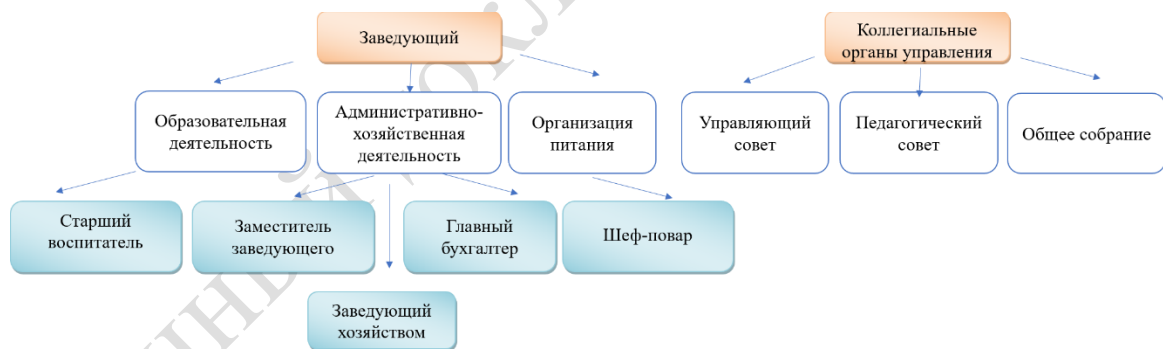 Заведующий
Коллегиальные
органы управления
Образовательная
деятельность
Административно-
хозяйственная
деятельность
Организация
питания
Управляющий
совет
Педагогический
совет
Общее собрание
Старший
воспитатель
Заместитель
заведующего
Главный
бухгалтер
Шеф-повар
Заведующий
хозяйством